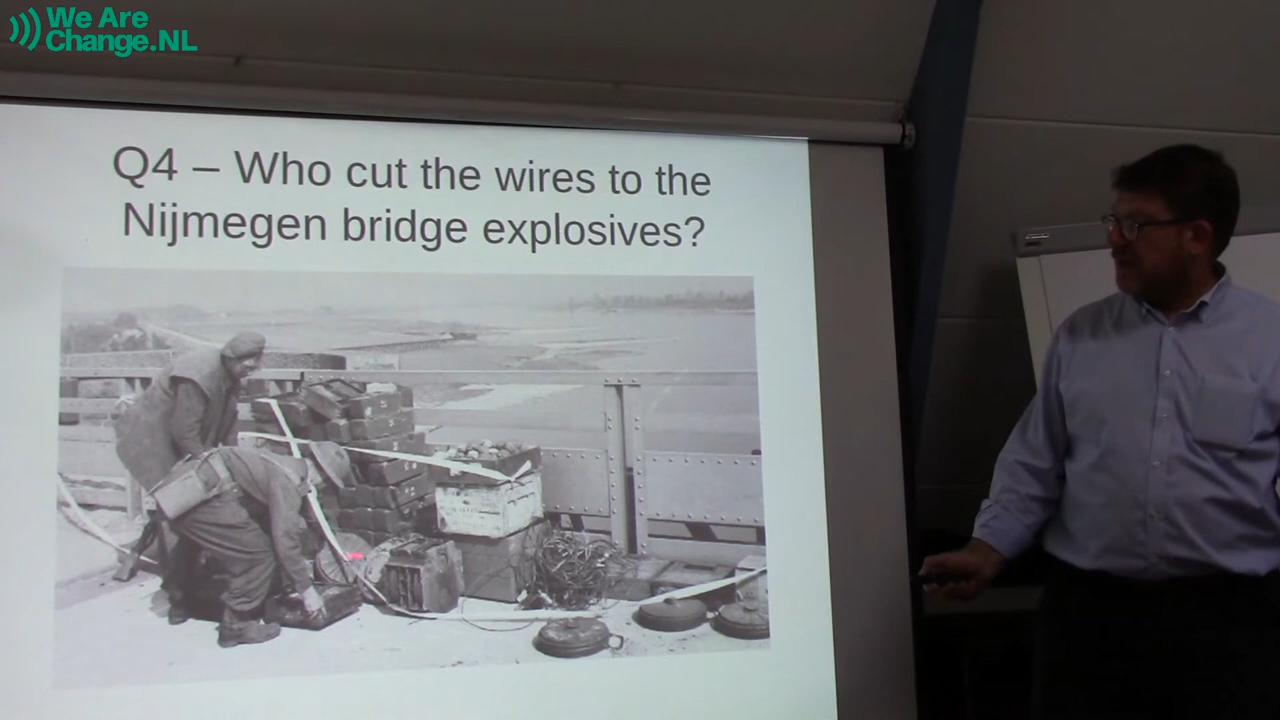 We Are
Change.NL
Q4 – Who cut the wires to the
Nijmegen bridge explosives?